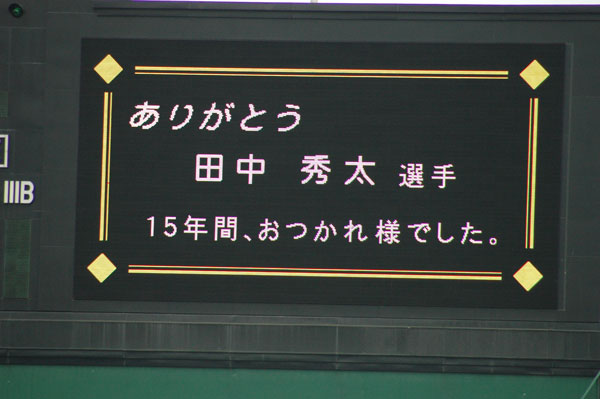 ありがとう
田中 秀太 選手
15年間、おつかれ様でした。
IIIB